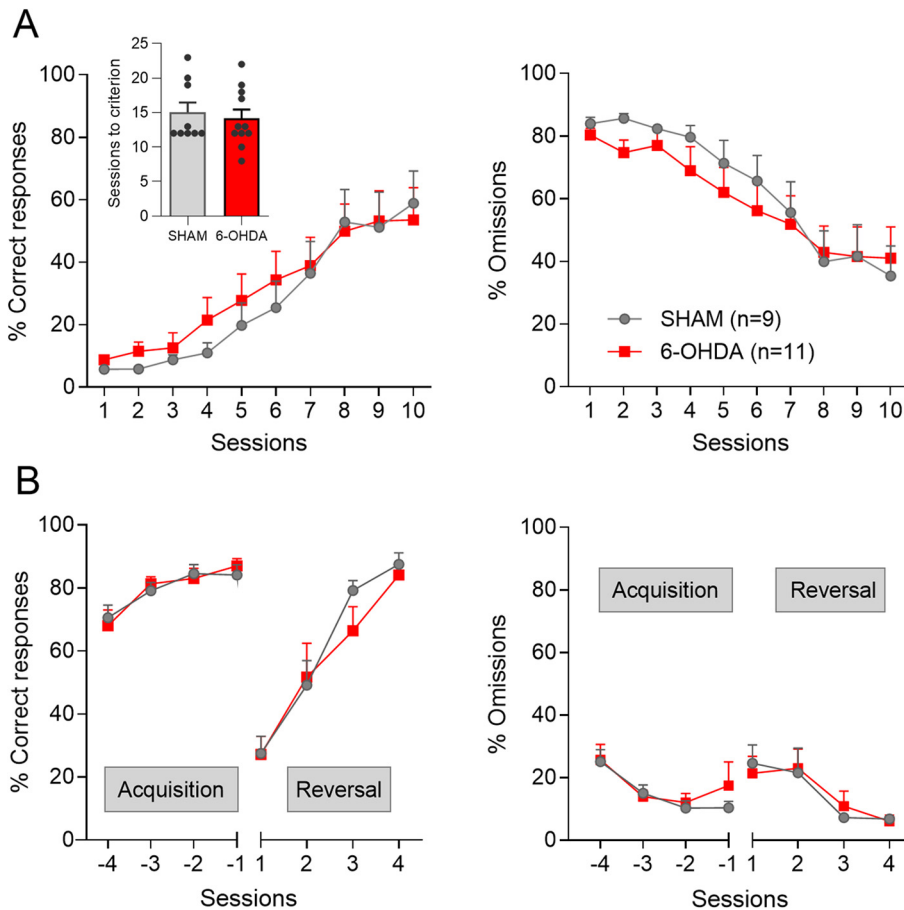 A
% Correct responses
100
80
60
40
20
0
1 2 3 4 5 6 7 8 9 10
Sessions
Sessions to criterion
25
20
15
10
5
0
SHAM 6-OHDA
% Omissions
100
80
60
40
20
0
SHAM (n=9)
6-OHDA (n=11)
1 2 3 4 5 6 7 8 9 10
Sessions
B
% Correct responses
100
80
60
40
20
0
Acquisition Reversal
-4 -3 -2 -1 1 2 3 4
Sessions
% Omissions
100
80
60
40
20
0
Acquisition Reversal
-4 -3 -2 -1 1 2 3 4
Sessions